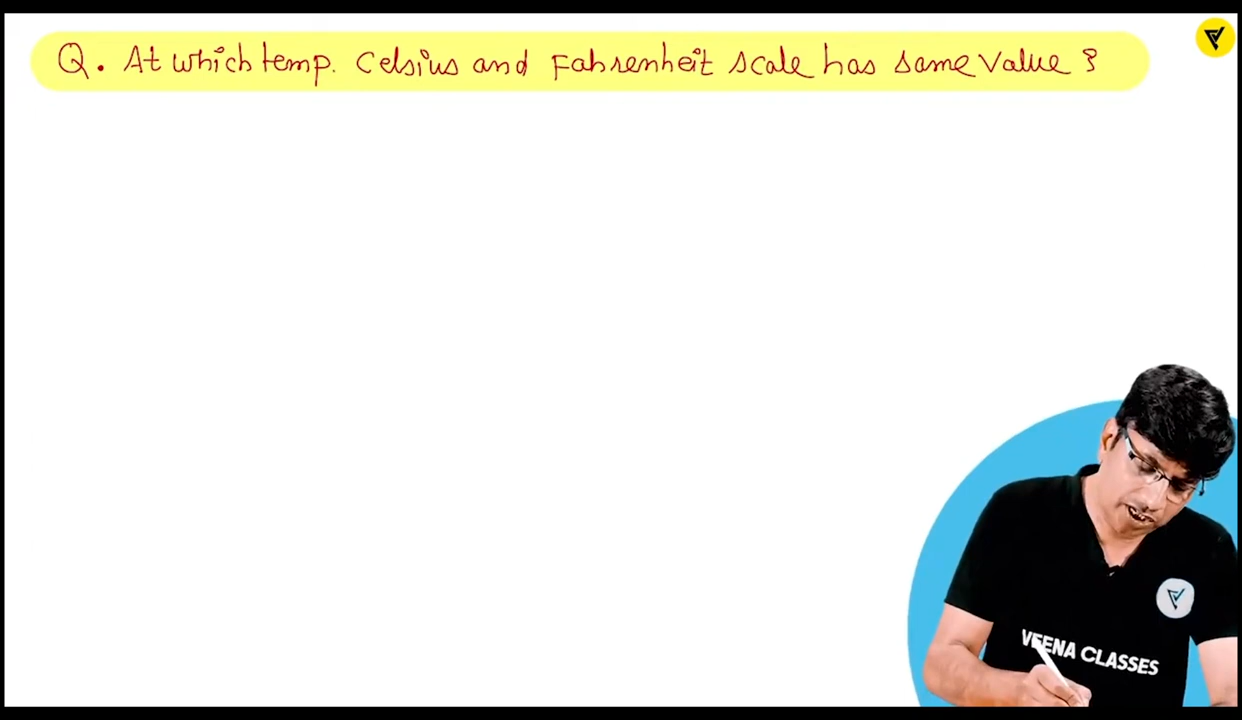 Q. At which temp. Celsius and Fahrenheit scale has same value ?
VEENA CLASSES